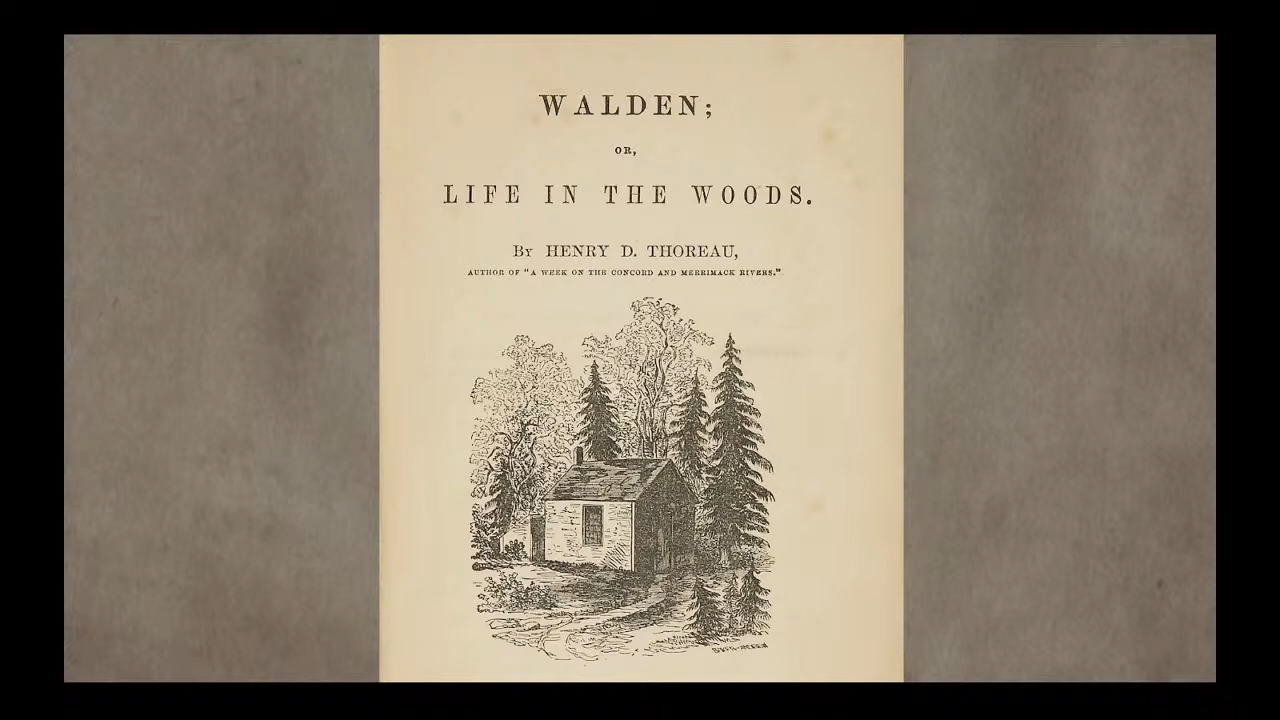 WALDEN;
OR,
LIFE IN THE WOODS.
BY HENRY D. THOREAU,
AUTHOR OF "A WEEK ON THE CONCORD AND MERRIMACK RIVERS."